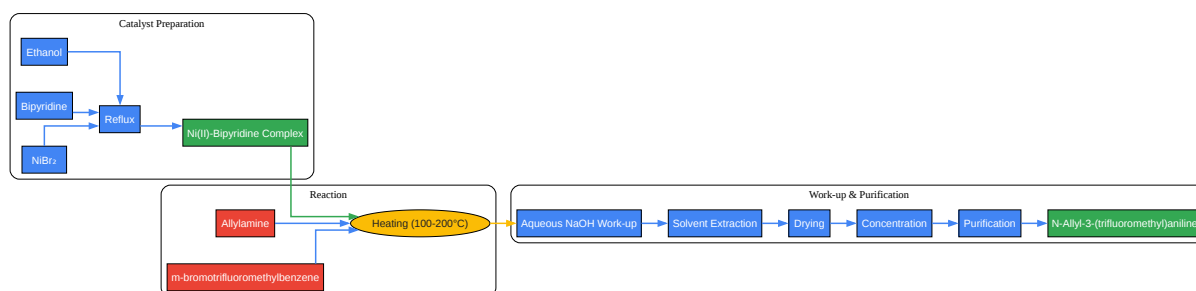 Catalyst Preparation
Ethanol
Bipyridine
Reflux
Ni(II)-Bipyridine Complex
NiBr₂
Reaction
Allylamine
Heating (100-200°C)
m-bromotrifluoromethylbenzene
Work-up & Purification
Aqueous NaOH Work-up
Solvent Extraction
Drying
Concentration
Purification
N-Allyl-3-(trifluoromethyl)aniline